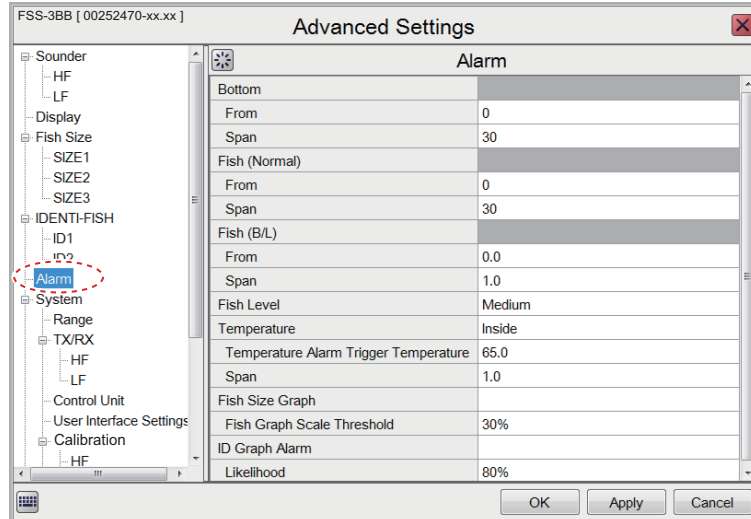 FSS-3BB [ 00252470-xx.xx ]
Advanced Settings
Sounder
HF
LF
Display
Fish Size
SIZE1
SIZE2
SIZE3
IDENTI-FISH
ID1
ID2
Alarm
System
Range
TX/RX
HF
LF
Control Unit
User Interface Settings
Calibration
HF
Alarm
Bottom
From 0
Span 30
Fish (Normal)
From 0
Span 30
Fish (B/L)
From 0.0
Span 1.0
Fish Level Medium
Temperature Inside
Temperature Alarm Trigger Temperature 65.0
Span 1.0
Fish Size Graph
Fish Graph Scale Threshold 30%
ID Graph Alarm
Likelihood 80%
OK Apply Cancel